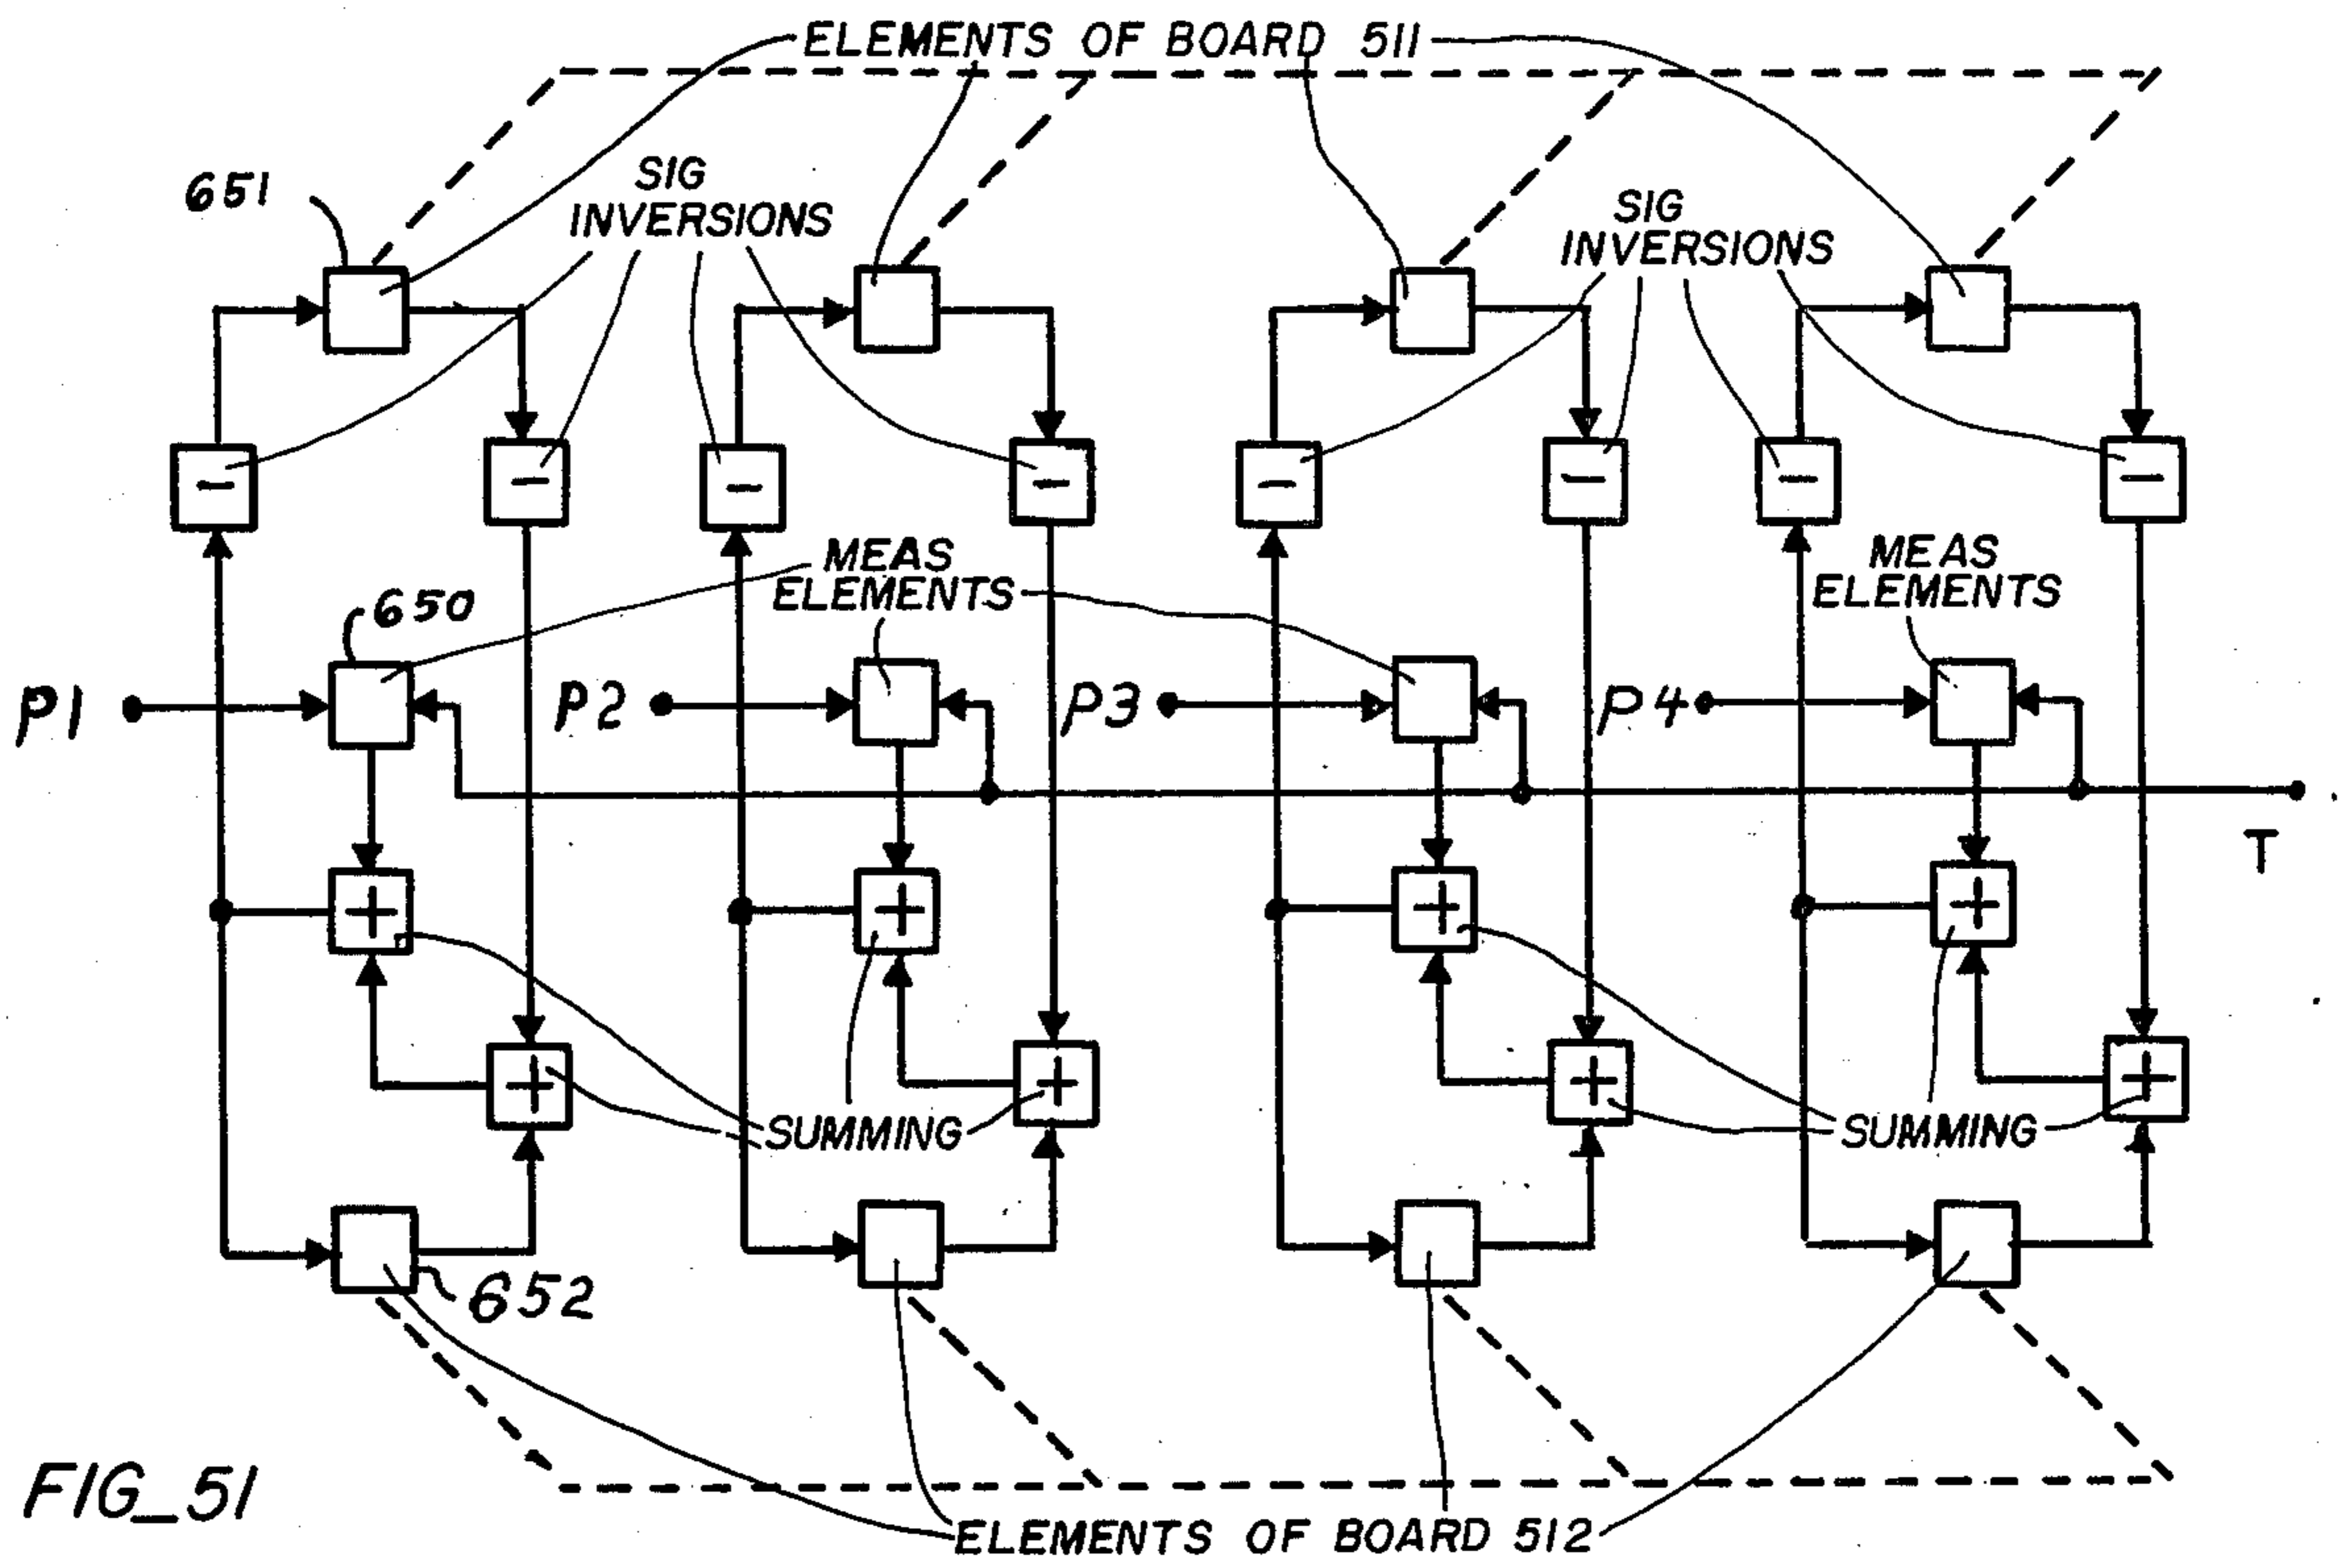 ELEMENTS OF BOARD 511
651
SIG
INVERSIONS
SIG
INVERSIONS
−
−
−
−
−
−
−
−
MEAS
ELEMENTS
MEAS
ELEMENTS
650
P1
P2
P3
P4
T
+
+
+
+
+
+
+
+
SUMMING
SUMMING
652
FIG_51
ELEMENTS OF BOARD 512